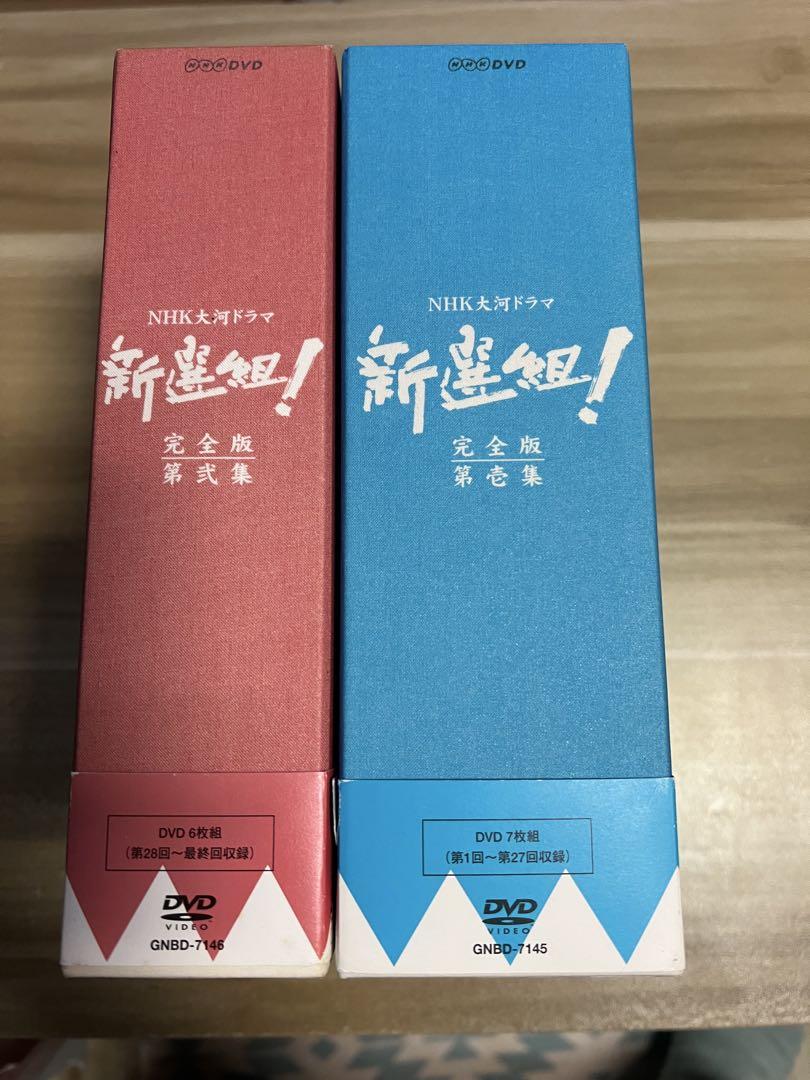 NHK DVD
NHK大河ドラマ
新選組!
完全版
第弐集
DVD 6枚組
(第28回~最終回収録)
DVD
VIDEO
GNBD-7146
NHK DVD
NHK大河ドラマ
新選組!
完全版
第壱集
DVD 7枚組
(第1回~第27回収録)
DVD
VIDEO
GNBD-7145